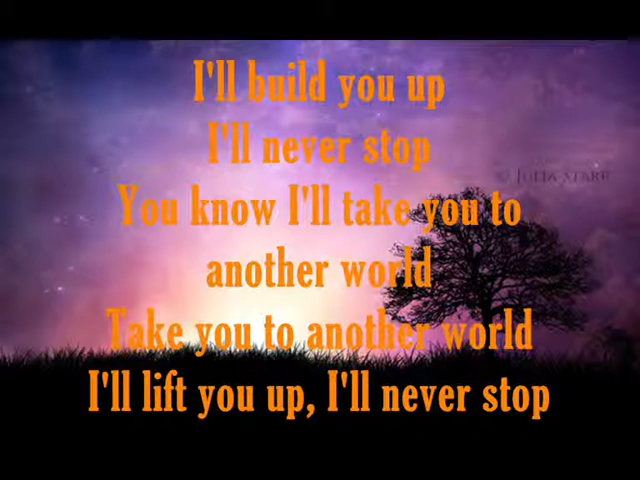 I'll build you up
I'll never stop
© JULIA STARR
You know I'll take you to
another world
Take you to another world
I'll lift you up, I'll never stop